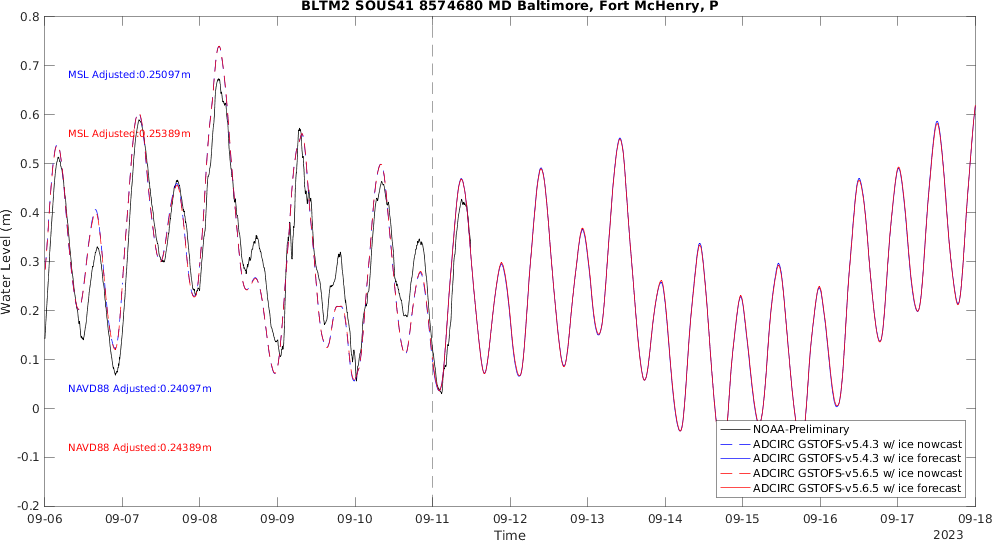 BLTM2 SOUS41 8574680 MD Baltimore, Fort McHenry, P
0.8
0.7
0.6
0.5
0.4
0.3
0.2
0.1
0
-0.1
-0.2
Water Level (m)
MSL Adjusted:0.25097m
MSL Adjusted:0.25389m
NAVD88 Adjusted:0.24097m
NAVD88 Adjusted:0.24389m
NOAA-Preliminary
ADCIRC GSTOFS-v5.4.3 w/ ice nowcast
ADCIRC GSTOFS-v5.4.3 w/ ice forecast
ADCIRC GSTOFS-v5.6.5 w/ ice nowcast
ADCIRC GSTOFS-v5.6.5 w/ ice forecast
09-06 09-07 09-08 09-09 09-10 09-11 09-12 09-13 09-14 09-15 09-16 09-17 09-18
Time
2023